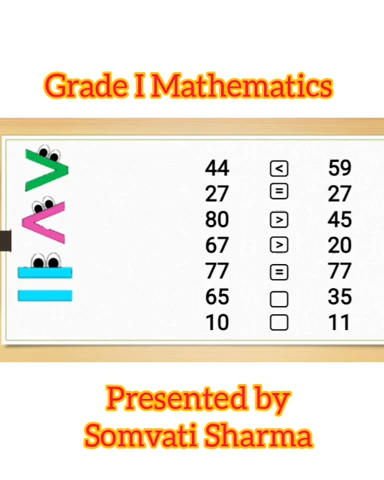 Grade I Mathematics
44 < 59
27 = 27
80 > 45
67 > 20
77 = 77
65 35
10 11
Presented by
Somvati Sharma